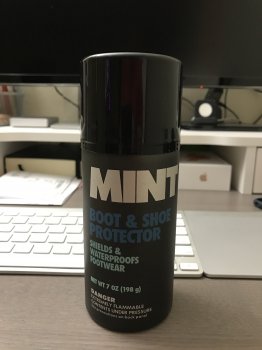 MINT
BOOT & SHOE
PROTECTOR
SHIELDS &
WATERPROOFS
FOOTWEAR
NET WT 7 OZ (198 g)
DANGER
EXTREMELY FLAMMABLE
CONTENTS UNDER PRESSURE